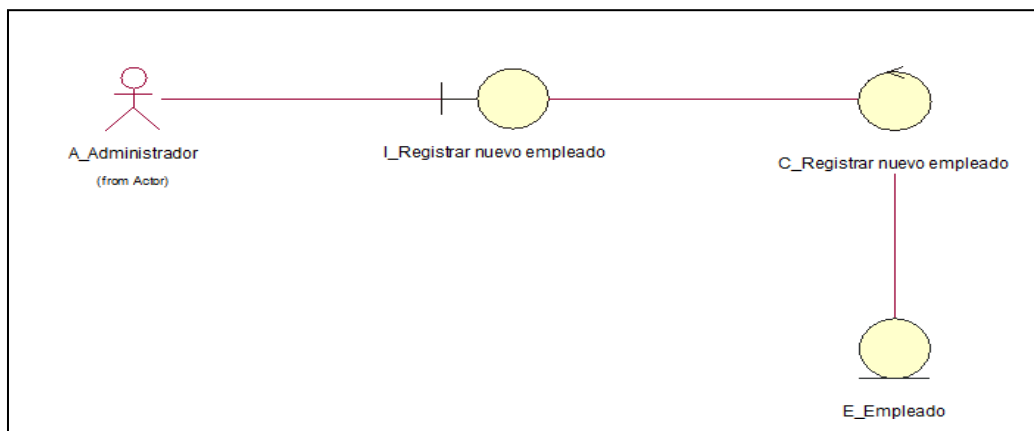 A_Administrador
(from Actor)
I_Registrar nuevo empleado
C_Registrar nuevo empleado
E_Empleado